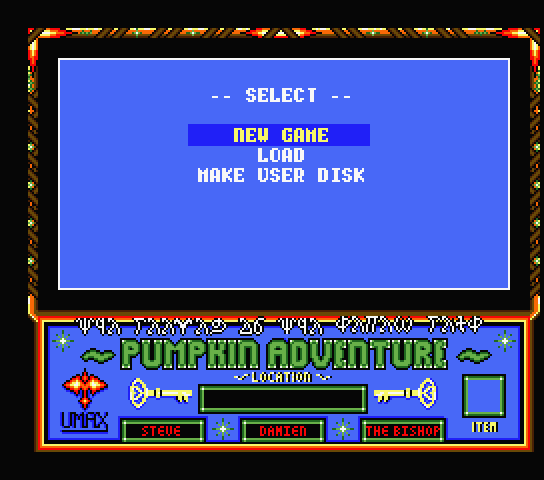 -- SELECT --
NEW GAME
LOAD
MAKE USER DISK
PUMPKIN ADVENTURE
LOCATION
UMAX
STEVE
DAMIEN
THE BISHOP
ITEM